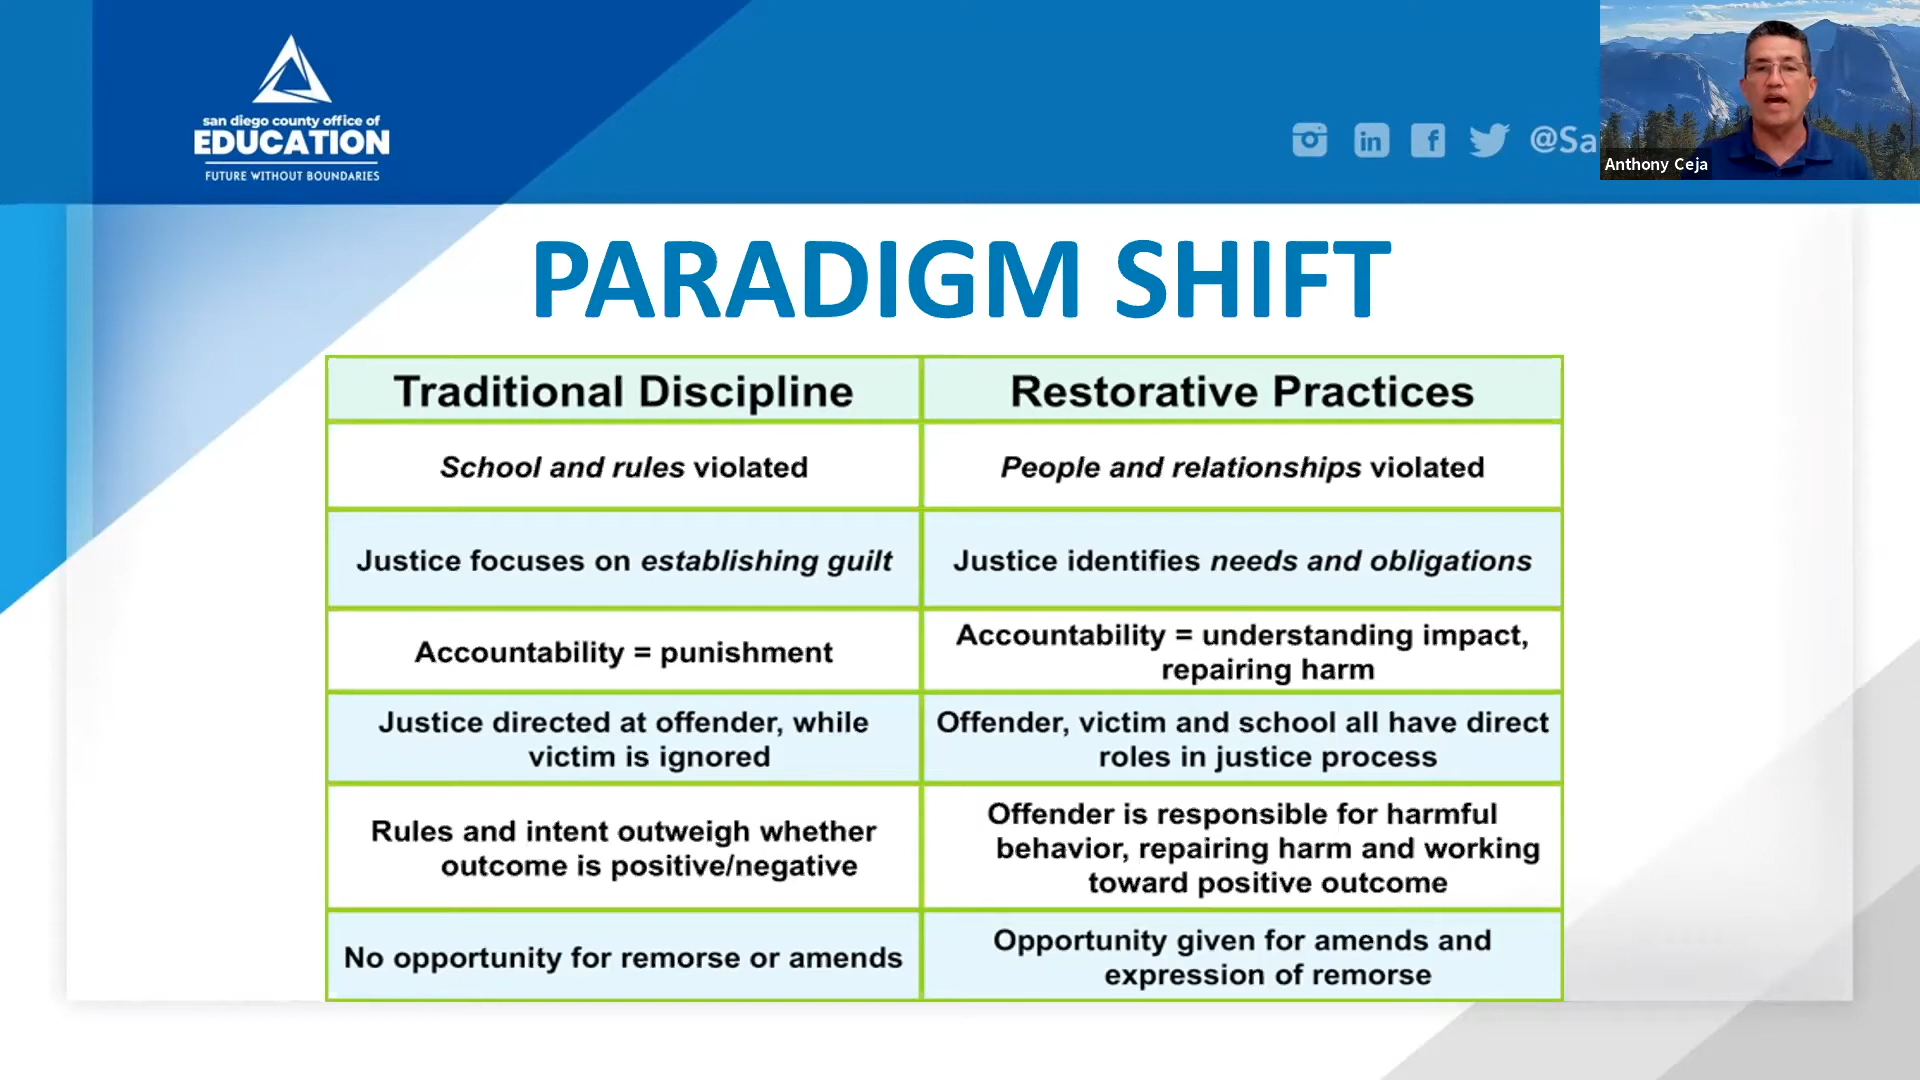 san diego county office of
EDUCATION
FUTURE WITHOUT BOUNDARIES
@Sa
Anthony Ceja
PARADIGM SHIFT
Traditional Discipline
Restorative Practices
School and rules violated
People and relationships violated
Justice focuses on establishing guilt
Justice identifies needs and obligations
Accountability = punishment
Accountability = understanding impact,
repairing harm
Justice directed at offender, while
victim is ignored
Offender, victim and school all have direct
roles in justice process
Rules and intent outweigh whether
outcome is positive/negative
Offender is responsible for harmful
behavior, repairing harm and working
toward positive outcome
No opportunity for remorse or amends
Opportunity given for amends and
expression of remorse